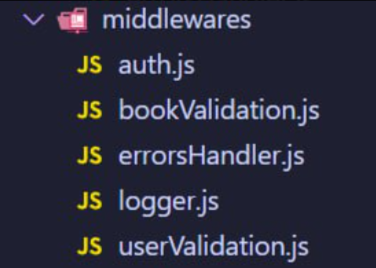 middlewares
JS auth.js
JS bookValidation.js
JS errorsHandler.js
JS logger.js
JS userValidation.js